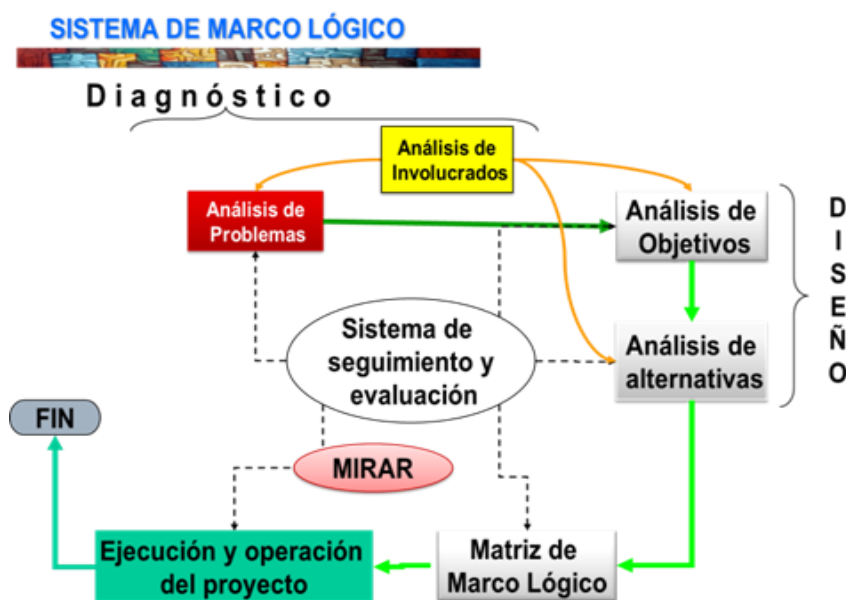 SISTEMA DE MARCO LÓGICO
Diagnóstico
Análisis de
Involucrados
Análisis de
Problemas
Análisis de
Objetivos
DISEÑO
Sistema de
seguimiento y
evaluación
Análisis de
alternativas
FIN
MIRAR
Ejecución y operación
del proyecto
Matriz de
Marco Lógico